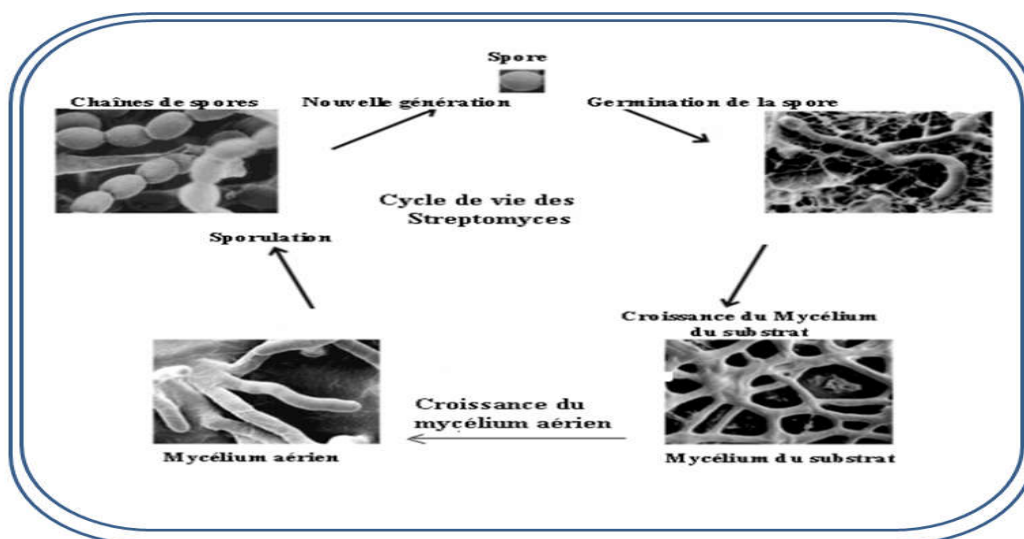 Spore
Chaînes de spores
Nouvelle génération
Germination de la spore
Cycle de vie des
Streptomyces
Sporulation
Croissance du Mycélium
du substrat
Croissance du
mycélium aérien
Mycélium aérien
Mycélium du substrat